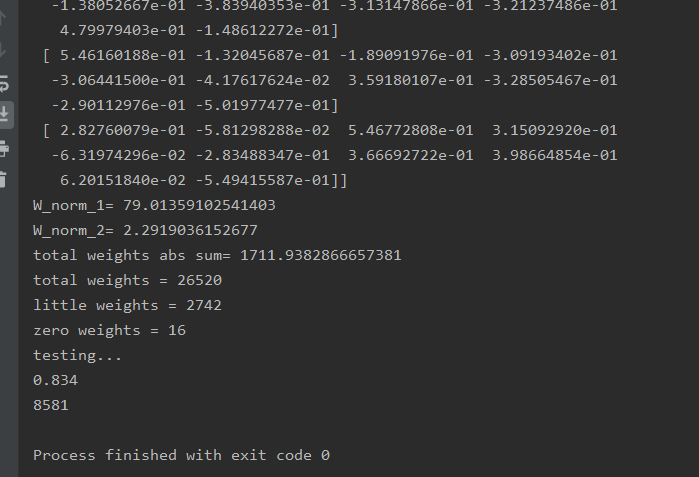 -1.38052667e-01 -3.83940353e-01 -3.13147866e-01 -3.21237486e-01
4.79979403e-01 -1.48612272e-01]
[ 5.46160188e-01 -1.32045687e-01 -1.89091976e-01 -3.09193402e-01
-3.06441500e-01 -4.17617624e-02  3.59180107e-01 -3.28505467e-01
-2.90112976e-01 -5.01977477e-01]
[ 2.82760079e-01 -5.81298288e-02  5.46772808e-01  3.15092920e-01
-6.31974296e-02 -2.83488347e-01  3.66692722e-01  3.98664854e-01
6.20151840e-02 -5.49415587e-01]]
W_norm_1= 79.01359102541403
W_norm_2= 2.2919036152677
total weights abs sum= 1711.9382866657381
total weights = 26520
little weights = 2742
zero weights = 16
testing...
0.834
8581
Process finished with exit code 0